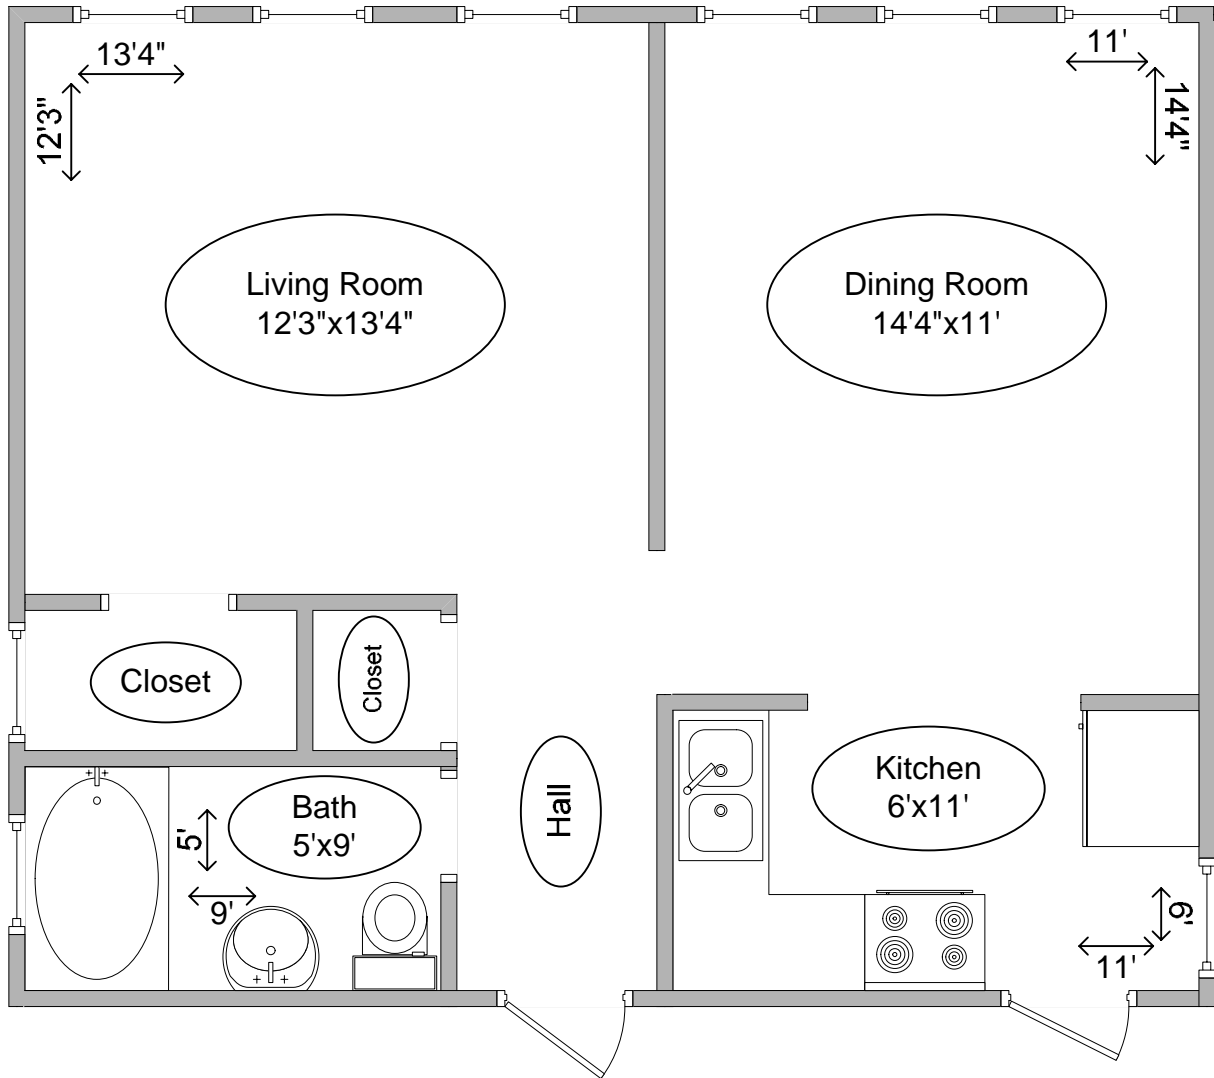 13'4"
11'
12'3"
14'4"
Living Room
12'3"x13'4"
Dining Room
14'4"x11'
Closet
Closet
Kitchen
6'x11'
Hall
Bath
5'x9'
5'
9'
6'
11'